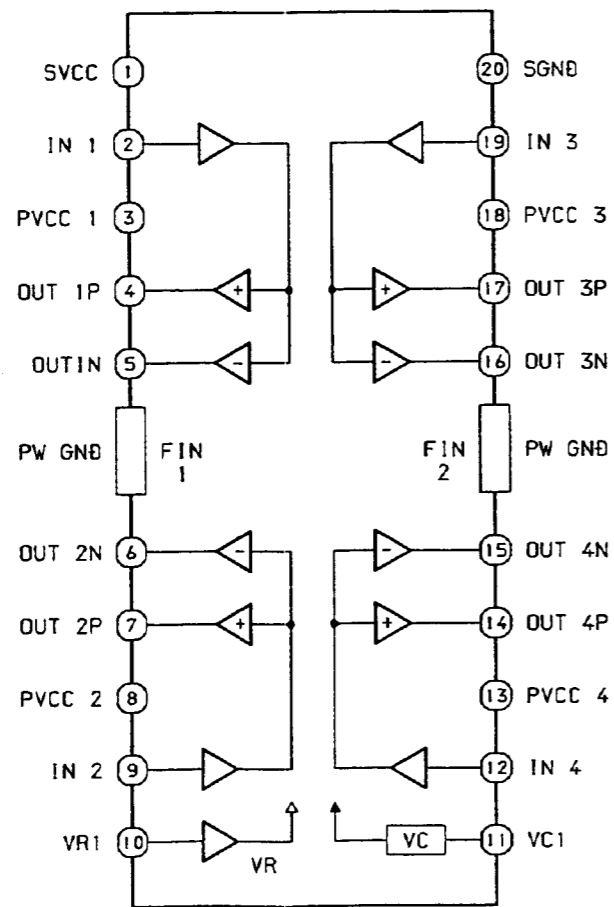 SVCC 1 20 SGND
IN 1 2 19 IN 3
PVCC 1 3 18 PVCC 3
OUT 1P 4 + + 17 OUT 3P
OUTIN 5 - - 16 OUT 3N
PW GND FIN 1 FIN 2 PW GND
OUT 2N 6 - - 15 OUT 4N
OUT 2P 7 + + 14 OUT 4P
PVCC 2 8 13 PVCC 4
IN 2 9 12 IN 4
VR1 10 VR VC 11 VC1